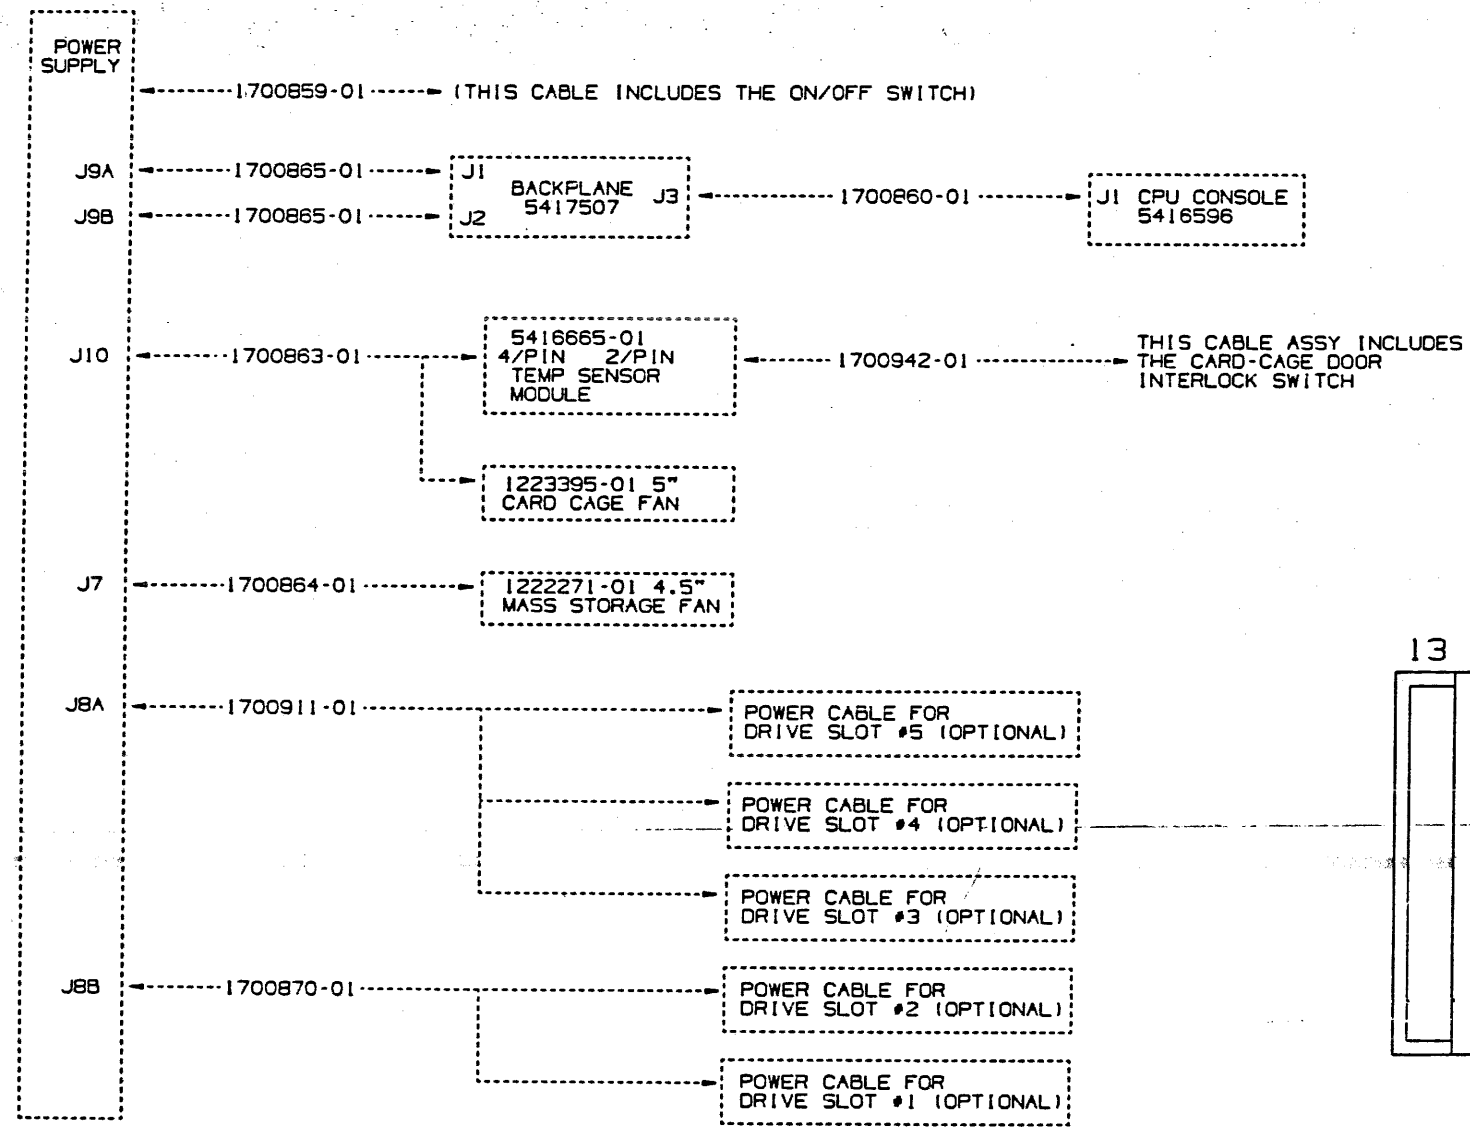 POWER
SUPPLY
1700859-01 (THIS CABLE INCLUDES THE ON/OFF SWITCH)
J9A 1700865-01 J1
BACKPLANE J3
5417507
J9B 1700865-01 J2
1700860-01 J1 CPU CONSOLE
5416596
J10 1700863-01
5416665-01
4/PIN 2/PIN
TEMP SENSOR
MODULE
1700942-01
THIS CABLE ASSY INCLUDES
THE CARD-CAGE DOOR
INTERLOCK SWITCH
1223395-01 5"
CARD CAGE FAN
J7 1700864-01
1222271-01 4.5"
MASS STORAGE FAN
13
J8A 1700911-01
POWER CABLE FOR
DRIVE SLOT #5 (OPTIONAL)
POWER CABLE FOR
DRIVE SLOT #4 (OPTIONAL)
POWER CABLE FOR
DRIVE SLOT #3 (OPTIONAL)
J8B 1700870-01
POWER CABLE FOR
DRIVE SLOT #2 (OPTIONAL)
POWER CABLE FOR
DRIVE SLOT #1 (OPTIONAL)